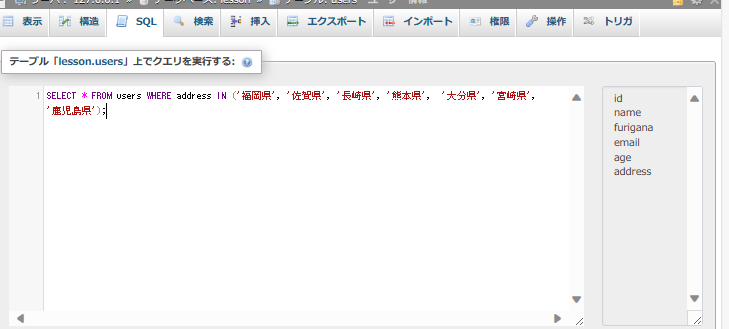 表示 構造 SQL 検索 挿入 エクスポート インポート 権限 操作 トリガ
テーブル「lesson.users」上でクエリを実行する:
1 SELECT * FROM users WHERE address IN ('福岡県', '佐賀県', '長崎県', '熊本県', '大分県', '宮崎県',
'鹿児島県');
id
name
furigana
email
age
address